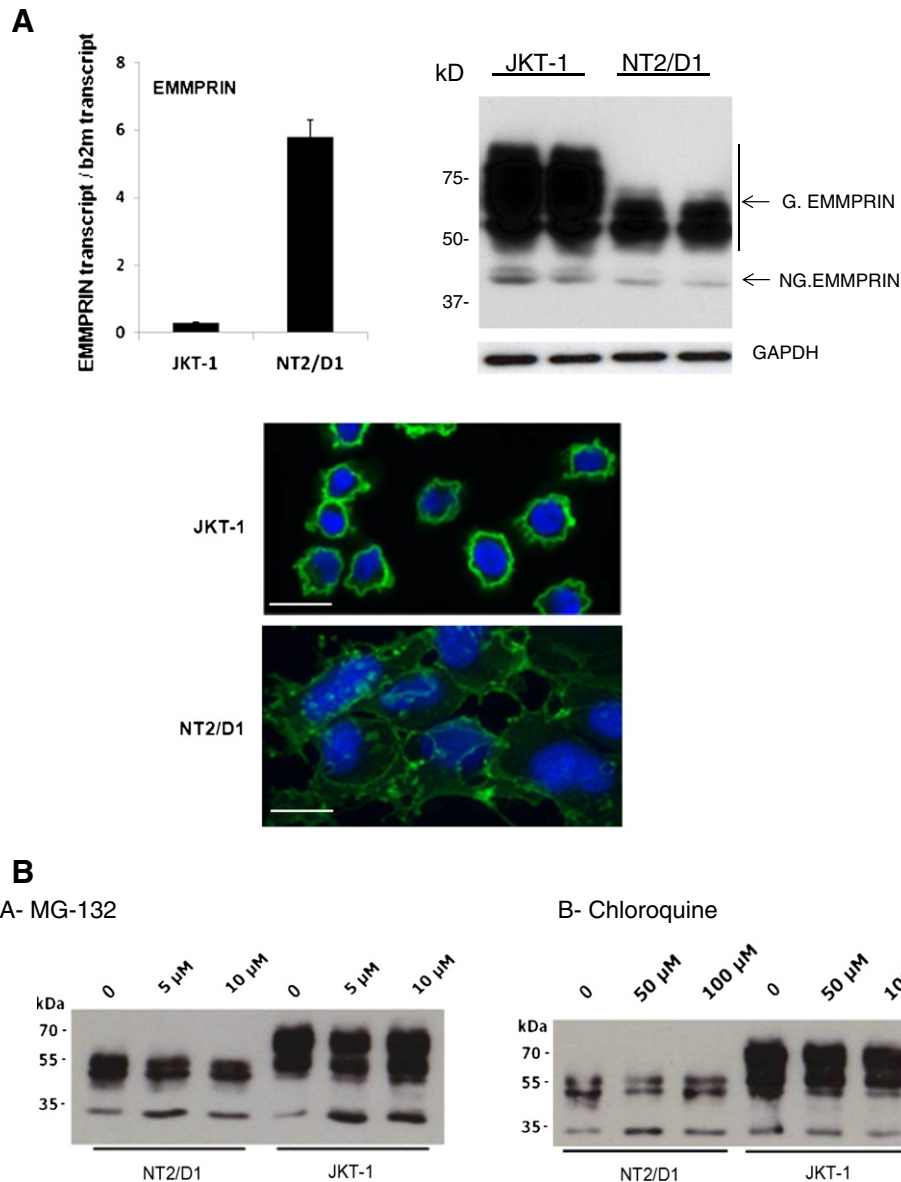 A
EMMPRIN transcript / b2m transcript
8
6
4
2
0
EMMPRIN
JKT-1 NT2/D1
kD
JKT-1 NT2/D1
75-
50-
37-
G. EMMPRIN
NG.EMMPRIN
GAPDH
JKT-1
NT2/D1
B
A- MG-132
0 5 µM 10 µM 0 5 µM 10 µM
kDa
70 -
55 -
35-
NT2/D1 JKT-1
B- Chloroquine
0 50 µM 100 µM 0 50 µM 10
kDa
70 -
55 -
35-
NT2/D1 JKT-1